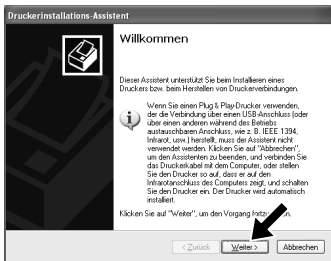 Druckerinstallations-Assistent
Willkommen
Dieser Assistent unterstützt Sie beim Installieren eines
Druckers bzw. beim Herstellen von Druckerverbindungen.
Wenn Sie einen Plug & Play-Drucker verwenden,
der die Verbindung über einen USB-Anschluss (oder
über einen anderen während des Betriebs
austauschbaren Anschluss, wie z. B. IEEE 1394,
Infrarot, usw.) herstellt, muss der Assistent nicht
verwendet werden. Klicken Sie auf "Abbrechen",
um den Assistenten zu beenden, und verbinden Sie
das Druckerkabel mit dem Computer, oder stellen
Sie den Drucker so auf, dass er auf den
Infrarotanschluss des Computers zeigt, und schalten
Sie den Drucker ein. Der Drucker wird automatisch
installiert.
Klicken Sie auf "Weiter", um den Vorgang
< Zurück Weiter > Abbrechen